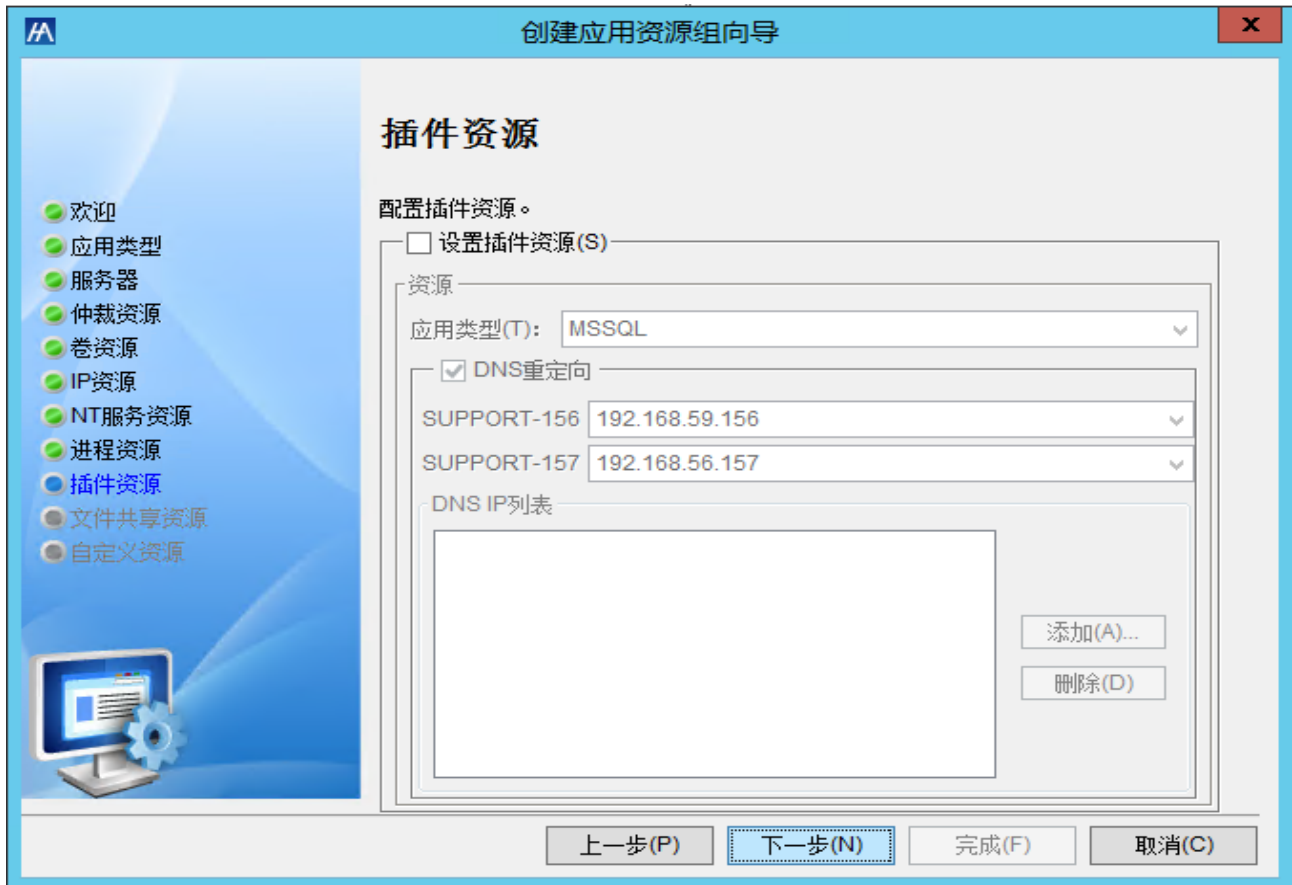 创建应用资源组向导
x
欢迎
应用类型
服务器
仲裁资源
卷资源
IP资源
NT服务资源
进程资源
插件资源
文件共享资源
自定义资源
插件资源
配置插件资源。
设置插件资源(S)
资源
应用类型(T): MSSQL
DNS重定向
SUPPORT-156 192.168.59.156
SUPPORT-157 192.168.56.157
DNS IP列表
添加(A)...
删除(D)
上一步(P) 下一步(N) 完成(F) 取消(C)